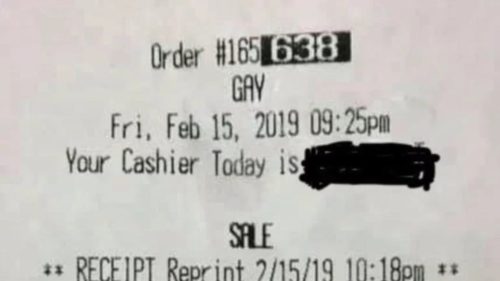 Order #165638
GAY
Fri, Feb 15, 2019 09:25pm
Your Cashier Today is
SALE
** RECEIPT Reprint 2/15/19 10:18pm **